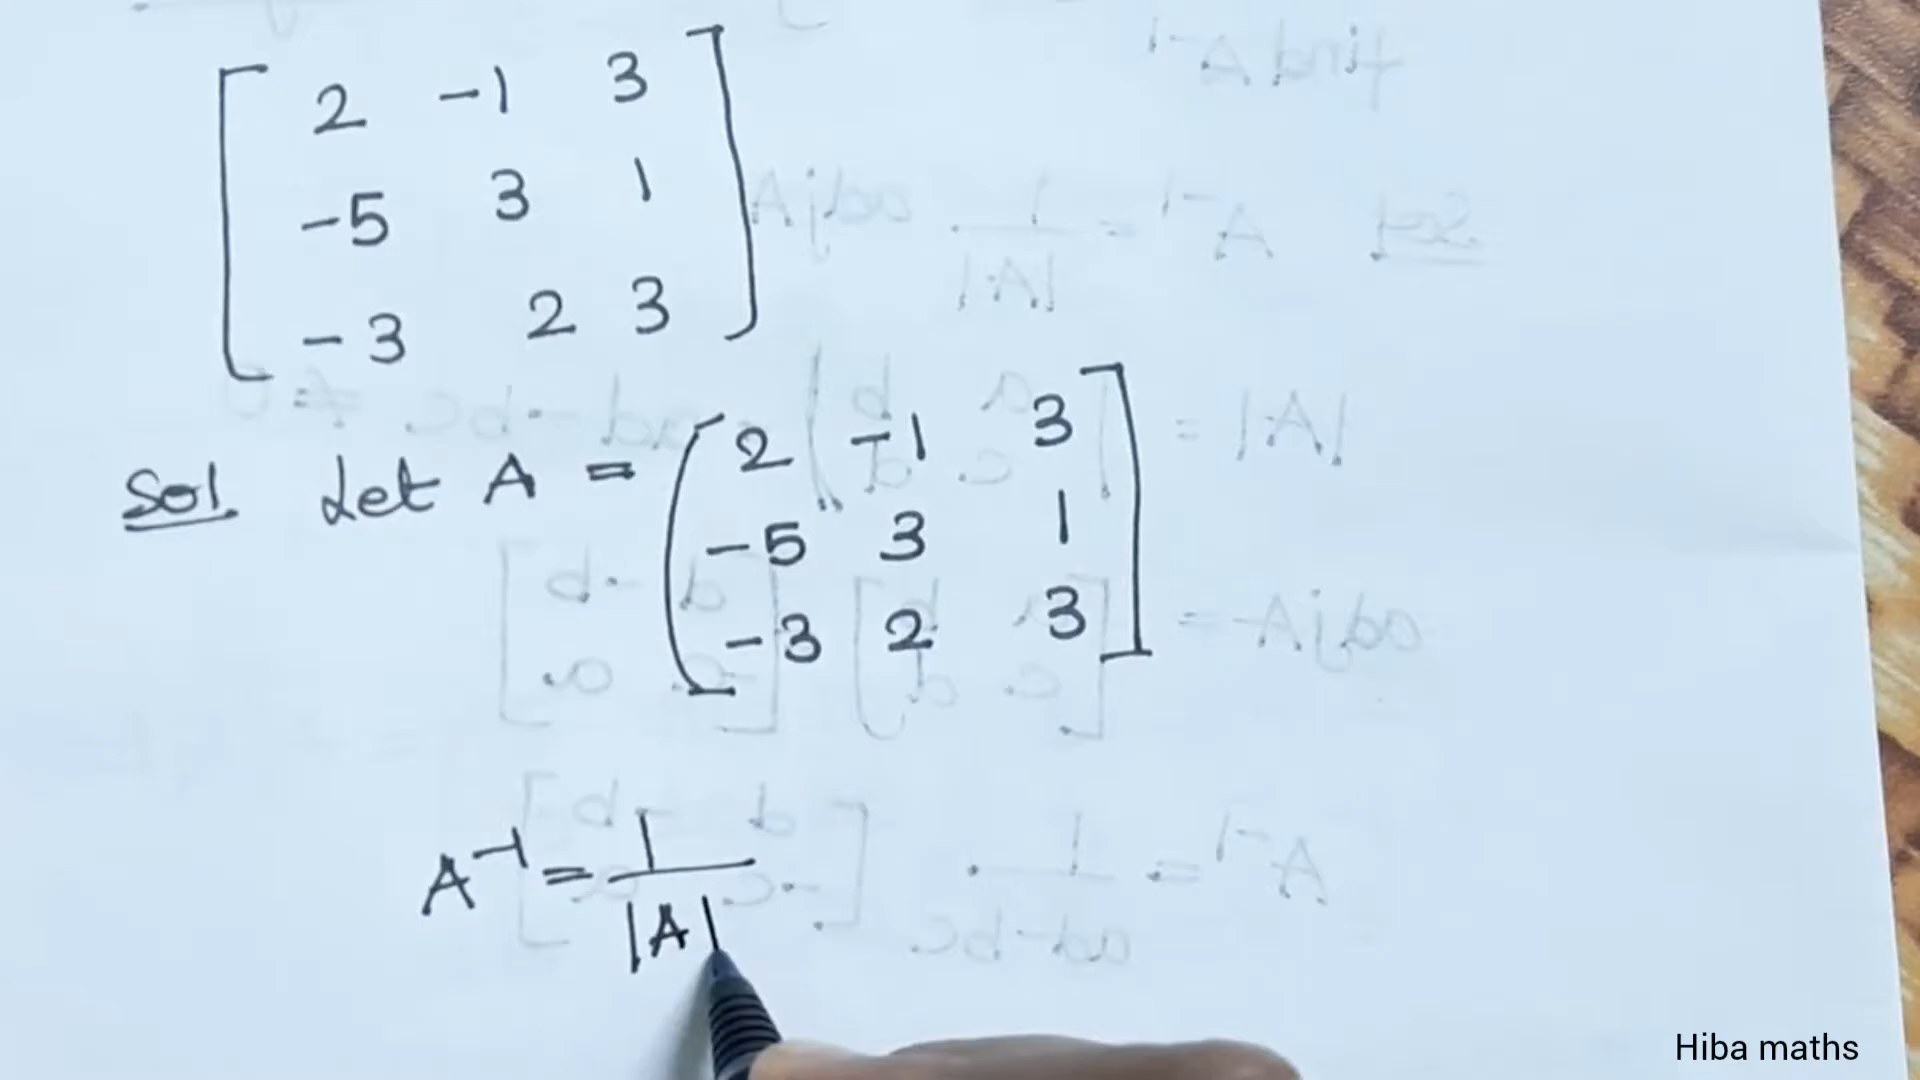 2 -1 3
-5 3 1
-3 2 3
Sol. Let A = [2 -1 3
-5 3 1
-3 2 3]
A⁻¹ = 1
|A|
Hiba maths